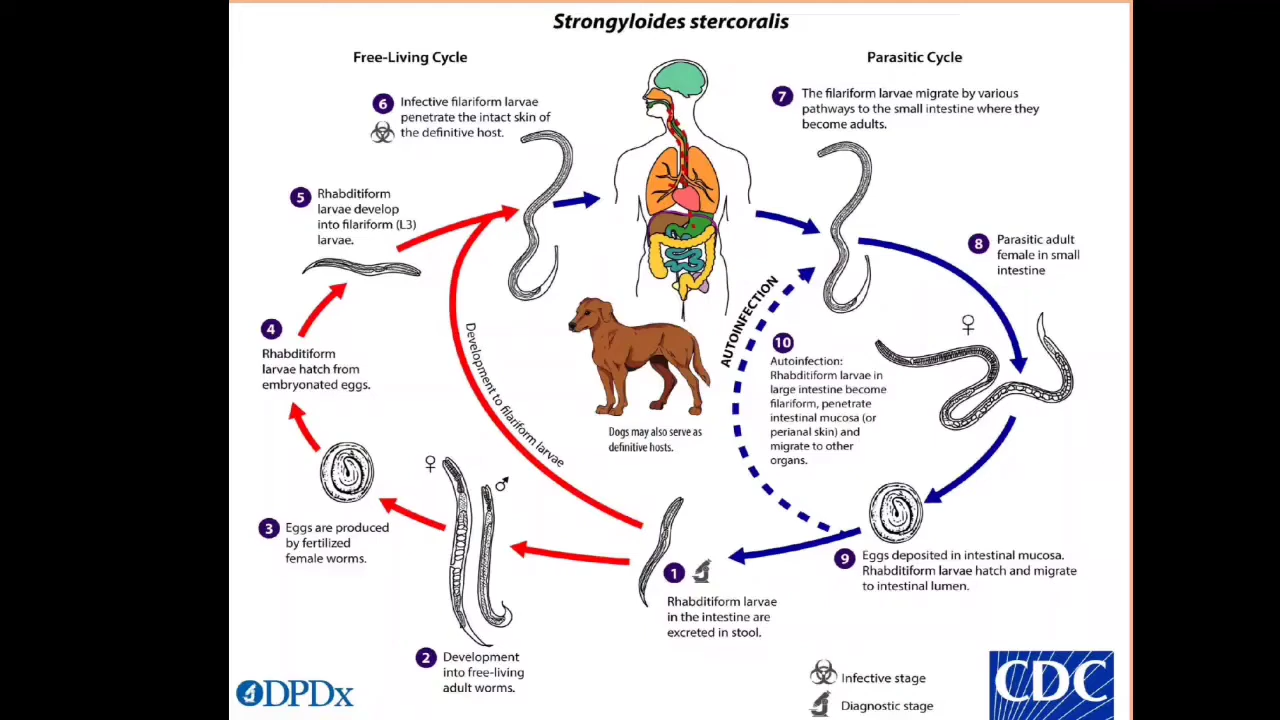 Strongyloides stercoralis
Free-Living Cycle
Parasitic Cycle
6 Infective filariform larvae
penetrate the intact skin of
the definitive host.
7 The filariform larvae migrate by various
pathways to the small intestine where they
become adults.
5 Rhabditiform
larvae develop
into filariform (L3)
larvae.
8 Parasitic adult
female in small
intestine
4
Rhabditiform
larvae hatch from
embryonated eggs.
Development to filariform larvae
AUTOINFECTION
♀
10
Autoinfection:
Rhabditiform larvae in
large intestine become
filariform, penetrate
intestinal mucosa (or
perianal skin) and
migrate to other
organs.
Dogs may also serve as
definitive hosts.
♀
♂
3 Eggs are produced
by fertilized
female worms.
9 Eggs deposited in intestinal mucosa.
Rhabditiform larvae hatch and migrate
to intestinal lumen.
1
Rhabditiform larvae
in the intestine are
excreted in stool.
2 Development
into free-living
adult worms.
Infective stage
Diagnostic stage
DPDx
CDC